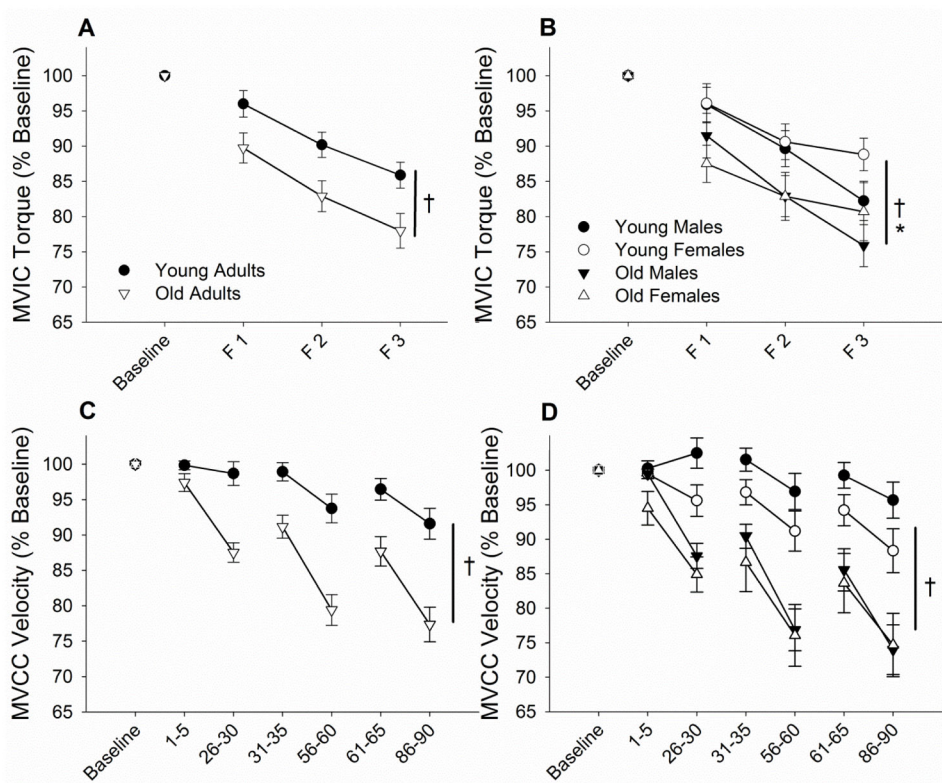 A
MVIC Torque (% Baseline)
100
95
90
85
80
75
70
65
†
Young Adults
Old Adults
Baseline
F 1
F 2
F 3
B
MVIC Torque (% Baseline)
100
95
90
85
80
75
70
65
†
*
Young Males
Young Females
Old Males
Old Females
Baseline
F 1
F 2
F 3
C
MVCC Velocity (% Baseline)
100
95
90
85
80
75
70
65
†
Baseline
1-5
26-30
31-35
56-60
61-65
86-90
D
MVCC Velocity (% Baseline)
100
95
90
85
80
75
70
65
†
Baseline
1-5
26-30
31-35
56-60
61-65
86-90